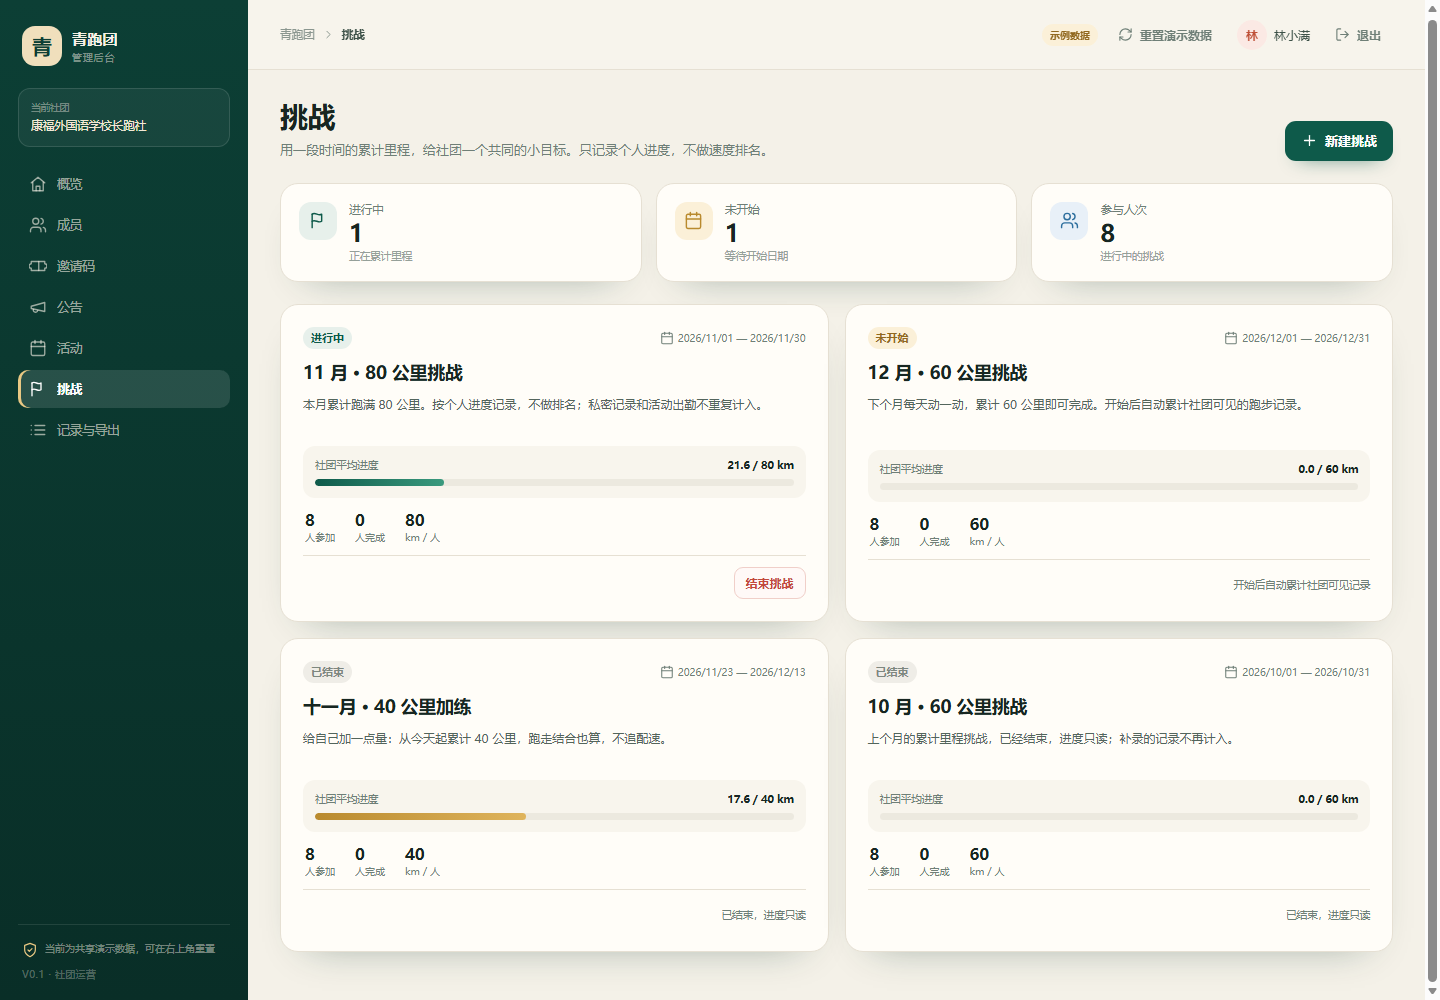 青
青跑团
管理后台
当前社团
康福外国语学校长跑社
概览
成员
邀请码
公告
活动
挑战
记录与导出
当前为共享演示数据，可在右上角重置
V0.1 · 社团运营
青跑团 > 挑战
示例数据
重置演示数据
林
林小满
退出
挑战
用一段时间的累计里程，给社团一个共同的小目标。只记录个人进度，不做速度排名。
新建挑战
进行中
1
正在累计里程
未开始
1
等待开始日期
参与人次
8
进行中的挑战
进行中
2026/11/01 — 2026/11/30
11 月 • 80 公里挑战
本月累计跑满 80 公里。按个人进度记录，不做排名；私密记录和活动出勤不重复计入。
社团平均进度
21.6 / 80 km
8 0 80
人参加 人完成 km / 人
结束挑战
未开始
2026/12/01 — 2026/12/31
12 月 • 60 公里挑战
下个月每天动一动，累计 60 公里即可完成。开始后自动累计社团可见的跑步记录。
社团平均进度
0.0 / 60 km
8 0 60
人参加 人完成 km / 人
开始后自动累计社团可见记录
已结束
2026/11/23 — 2026/12/13
十一月 • 40 公里加练
给自己加一点量：从今天起累计 40 公里，跑走结合也算，不追配速。
社团平均进度
17.6 / 40 km
8 0 40
人参加 人完成 km / 人
已结束，进度只读
已结束
2026/10/01 — 2026/10/31
10 月 • 60 公里挑战
上个月的累计里程挑战，已经结束，进度只读；补录的记录不再计入。
社团平均进度
0.0 / 60 km
8 0 60
人参加 人完成 km / 人
已结束，进度只读